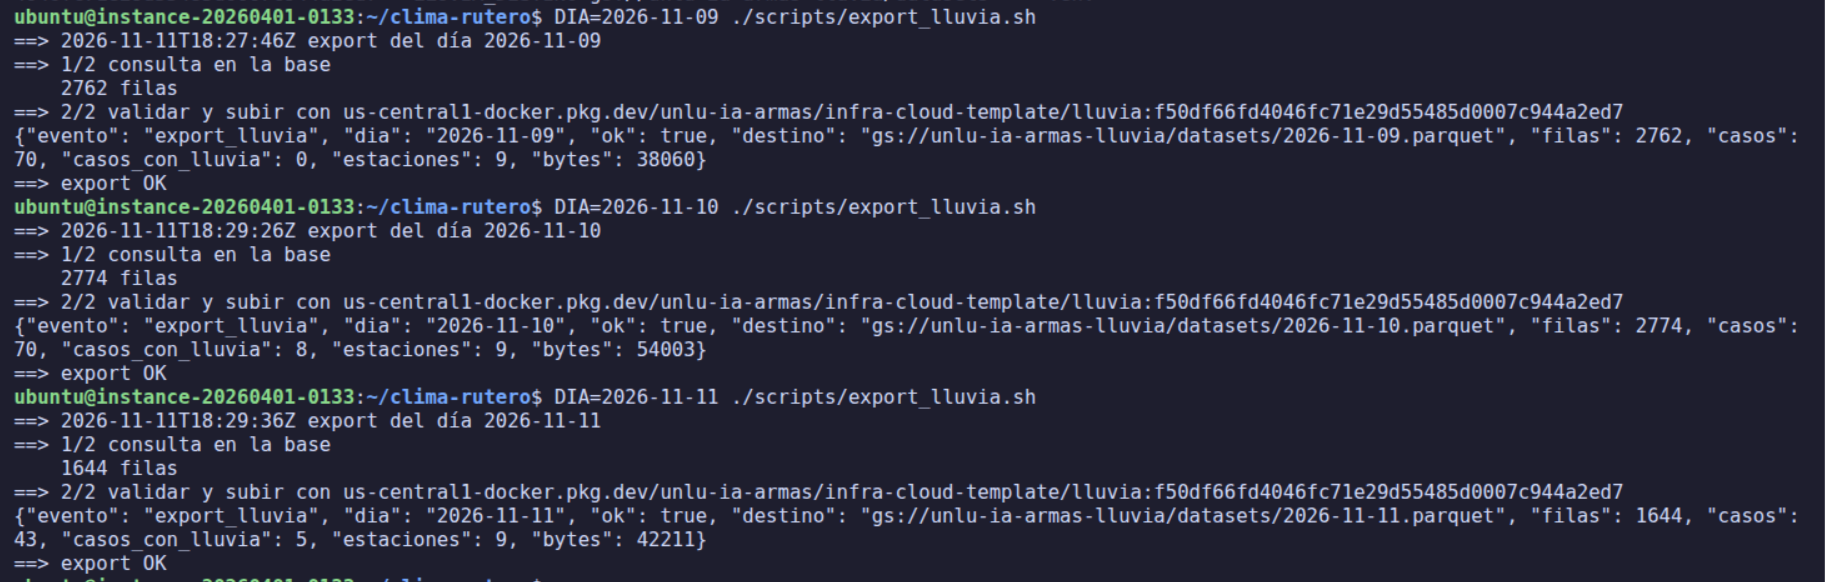 ubuntu@instance-20260401-0133:~/clima-rutero$ DIA=2026-11-09 ./scripts/export_lluvia.sh
==> 2026-11-11T18:27:46Z export del día 2026-11-09
==> 1/2 consulta en la base
    2762 filas
==> 2/2 validar y subir con us-central1-docker.pkg.dev/unlu-ia-armas/infra-cloud-template/lluvia:f50df66fd4046fc71e29d55485d0007c944a2ed7
{"evento": "export_lluvia", "dia": "2026-11-09", "ok": true, "destino": "gs://unlu-ia-armas-lluvia/datasets/2026-11-09.parquet", "filas": 2762, "casos":
70, "casos_con_lluvia": 0, "estaciones": 9, "bytes": 38060}
==> export OK
ubuntu@instance-20260401-0133:~/clima-rutero$ DIA=2026-11-10 ./scripts/export_lluvia.sh
==> 2026-11-11T18:29:26Z export del día 2026-11-10
==> 1/2 consulta en la base
    2774 filas
==> 2/2 validar y subir con us-central1-docker.pkg.dev/unlu-ia-armas/infra-cloud-template/lluvia:f50df66fd4046fc71e29d55485d0007c944a2ed7
{"evento": "export_lluvia", "dia": "2026-11-10", "ok": true, "destino": "gs://unlu-ia-armas-lluvia/datasets/2026-11-10.parquet", "filas": 2774, "casos":
70, "casos_con_lluvia": 8, "estaciones": 9, "bytes": 54003}
==> export OK
ubuntu@instance-20260401-0133:~/clima-rutero$ DIA=2026-11-11 ./scripts/export_lluvia.sh
==> 2026-11-11T18:29:36Z export del día 2026-11-11
==> 1/2 consulta en la base
    1644 filas
==> 2/2 validar y subir con us-central1-docker.pkg.dev/unlu-ia-armas/infra-cloud-template/lluvia:f50df66fd4046fc71e29d55485d0007c944a2ed7
{"evento": "export_lluvia", "dia": "2026-11-11", "ok": true, "destino": "gs://unlu-ia-armas-lluvia/datasets/2026-11-11.parquet", "filas": 1644, "casos":
43, "casos_con_lluvia": 5, "estaciones": 9, "bytes": 42211}
==> export OK